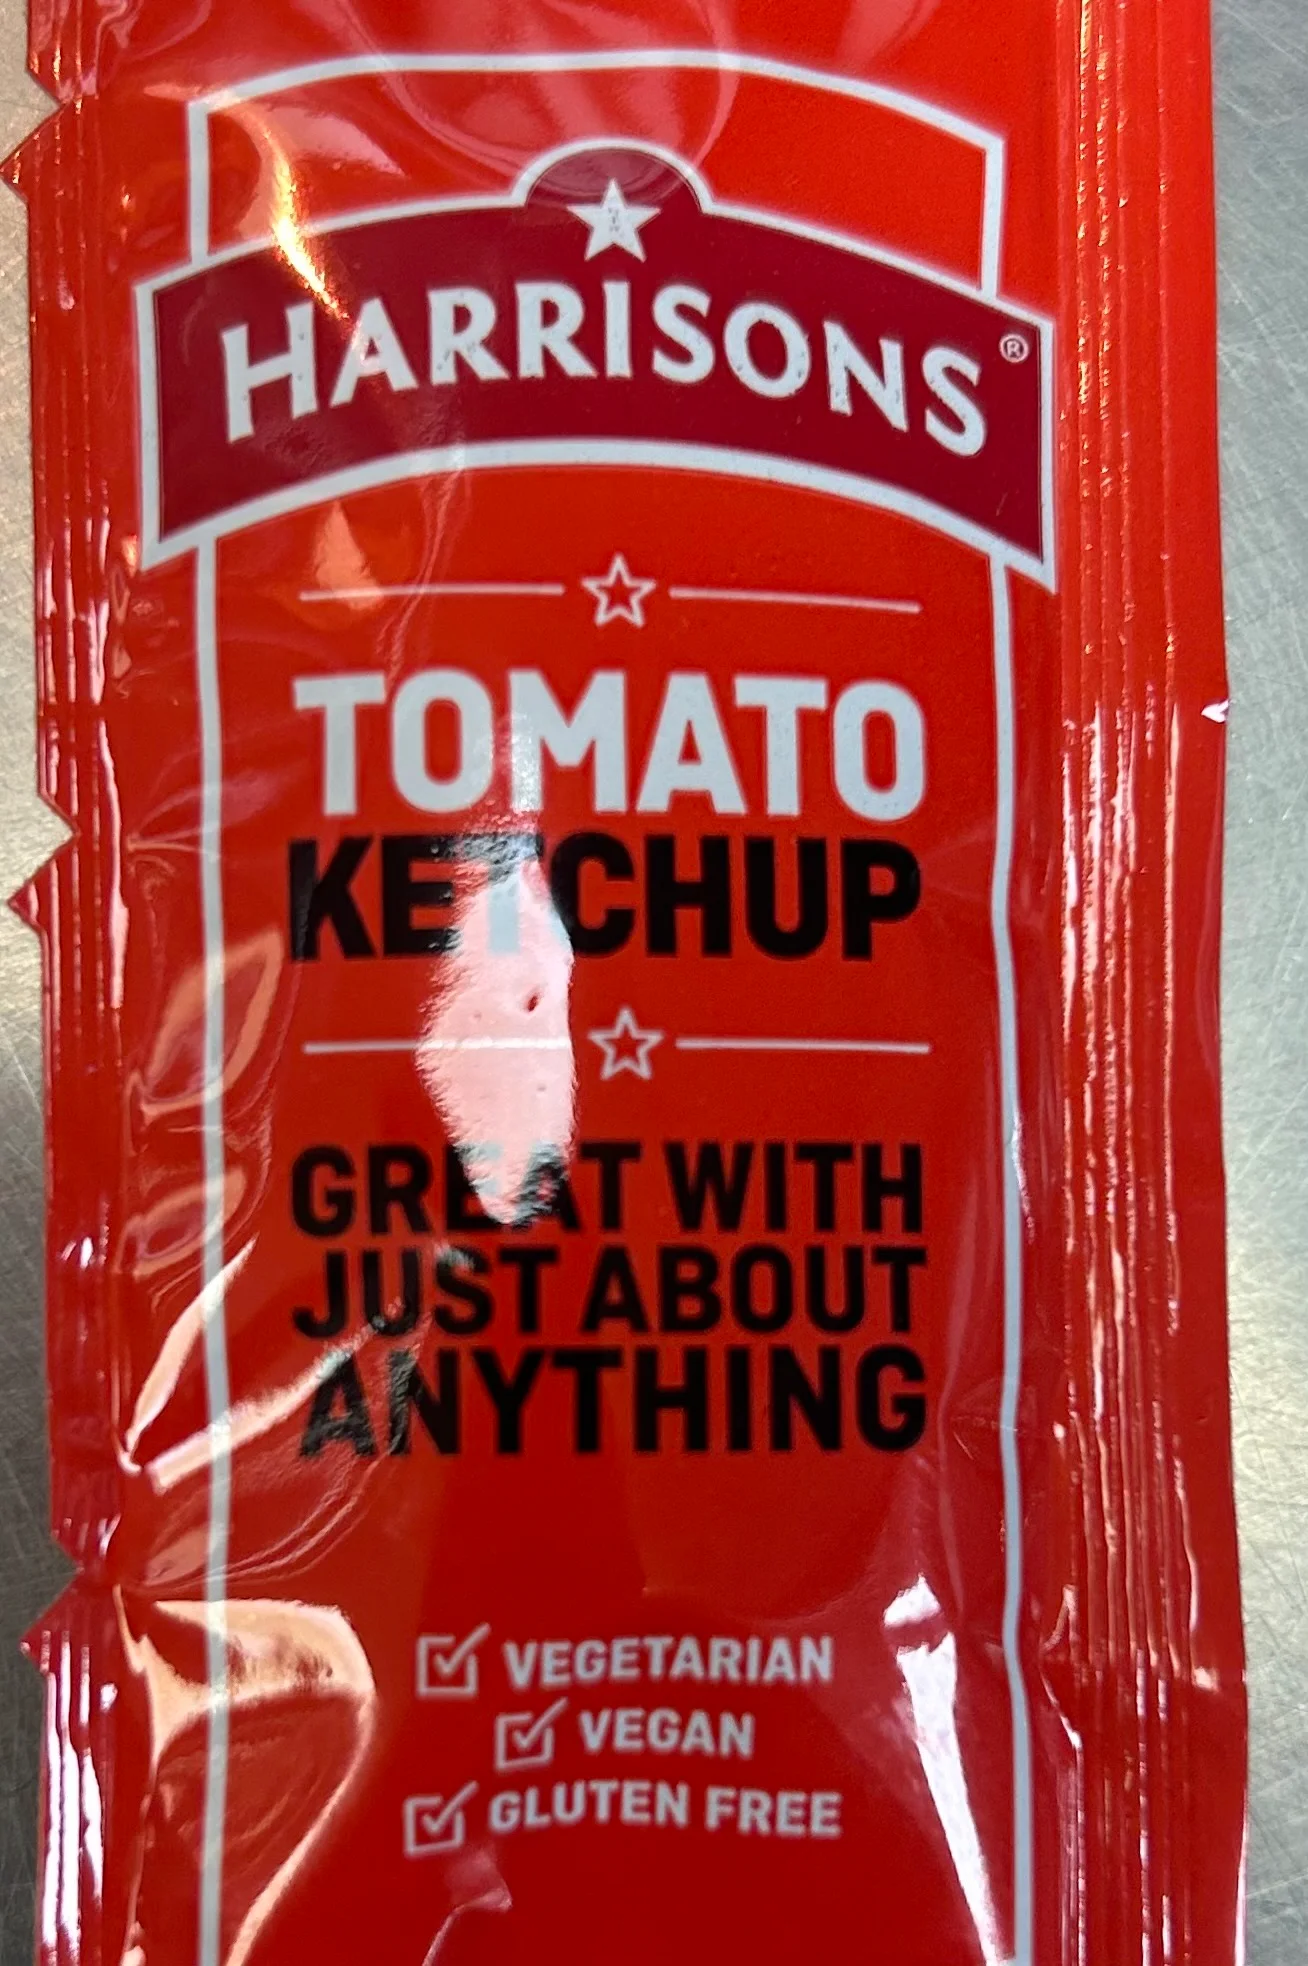 HARRISONS®
TOMATO
KETCHUP
GREAT WITH
JUST ABOUT
ANYTHING
VEGETARIAN
VEGAN
GLUTEN FREE